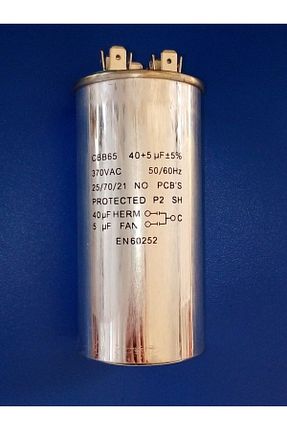 CBB65 40+5 µF±5%
370VAC 50/60Hz
25/70/21 NO PCB'S
PROTECTED P2 SH
40µF HERM C
5 µF FAN
EN60252